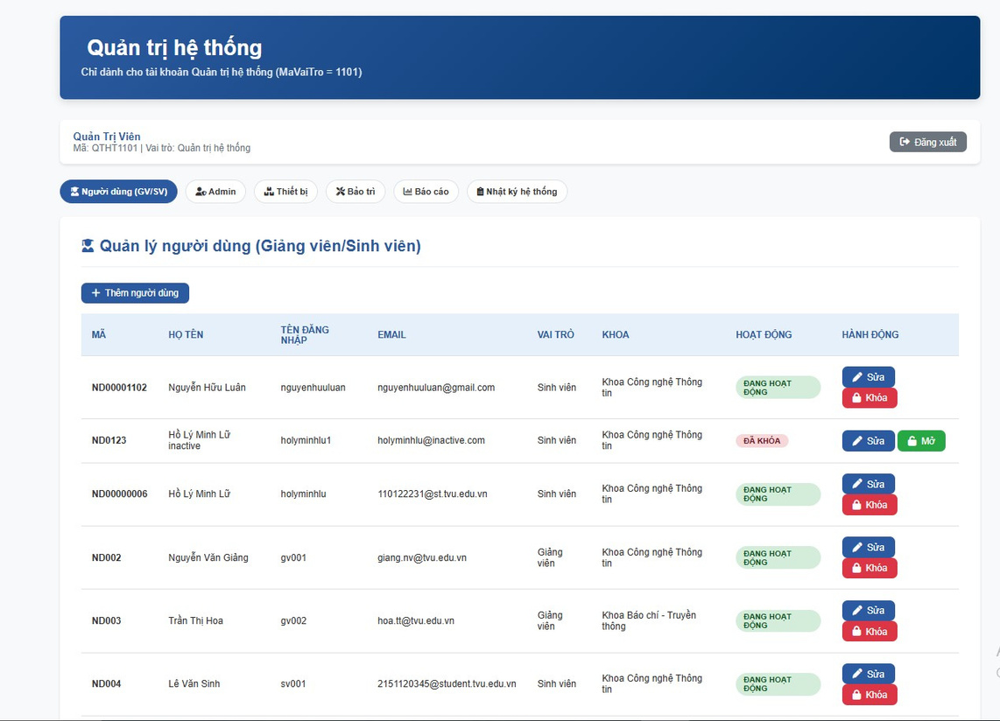 Quản trị hệ thống
Chỉ dành cho tài khoản Quản trị hệ thống (MaVaiTro = 1101)
Quản Trị Viên
Mã: QTHT1101 | Vai trò: Quản trị hệ thống
Đăng xuất
Người dùng (GV/SV)
Admin
Thiết bị
Bảo trì
Báo cáo
Nhật ký hệ thống
Quản lý người dùng (Giảng viên/Sinh viên)
+ Thêm người dùng
MÃ
HỌ TÊN
TÊN ĐĂNG
NHẬP
EMAIL
VAI TRÒ
KHOA
HOẠT ĐỘNG
HÀNH ĐỘNG
ND00001102
Nguyễn Hữu Luân
nguyenhuuluan
nguyenhuuluan@gmail.com
Sinh viên
Khoa Công nghệ Thông
tin
ĐANG HOẠT
ĐỘNG
Sửa
Khóa
ND0123
Hồ Lý Minh Lữ
inactive
holyminhlu1
holyminhlu@inactive.com
Sinh viên
Khoa Công nghệ Thông
tin
ĐÃ KHÓA
Sửa
Mở
ND00000006
Hồ Lý Minh Lữ
holyminhlu
110122231@st.tvu.edu.vn
Sinh viên
Khoa Công nghệ Thông
tin
ĐANG HOẠT
ĐỘNG
Sửa
Khóa
ND002
Nguyễn Văn Giảng
gv001
giang.nv@tvu.edu.vn
Giảng
viên
Khoa Công nghệ Thông
tin
ĐANG HOẠT
ĐỘNG
Sửa
Khóa
ND003
Trần Thị Hoa
gv002
hoa.tt@tvu.edu.vn
Giảng
viên
Khoa Báo chí - Truyền
thông
ĐANG HOẠT
ĐỘNG
Sửa
Khóa
ND004
Lê Văn Sinh
sv001
2151120345@student.tvu.edu.vn
Sinh viên
Khoa Công nghệ Thông
tin
ĐANG HOẠT
ĐỘNG
Sửa
Khóa